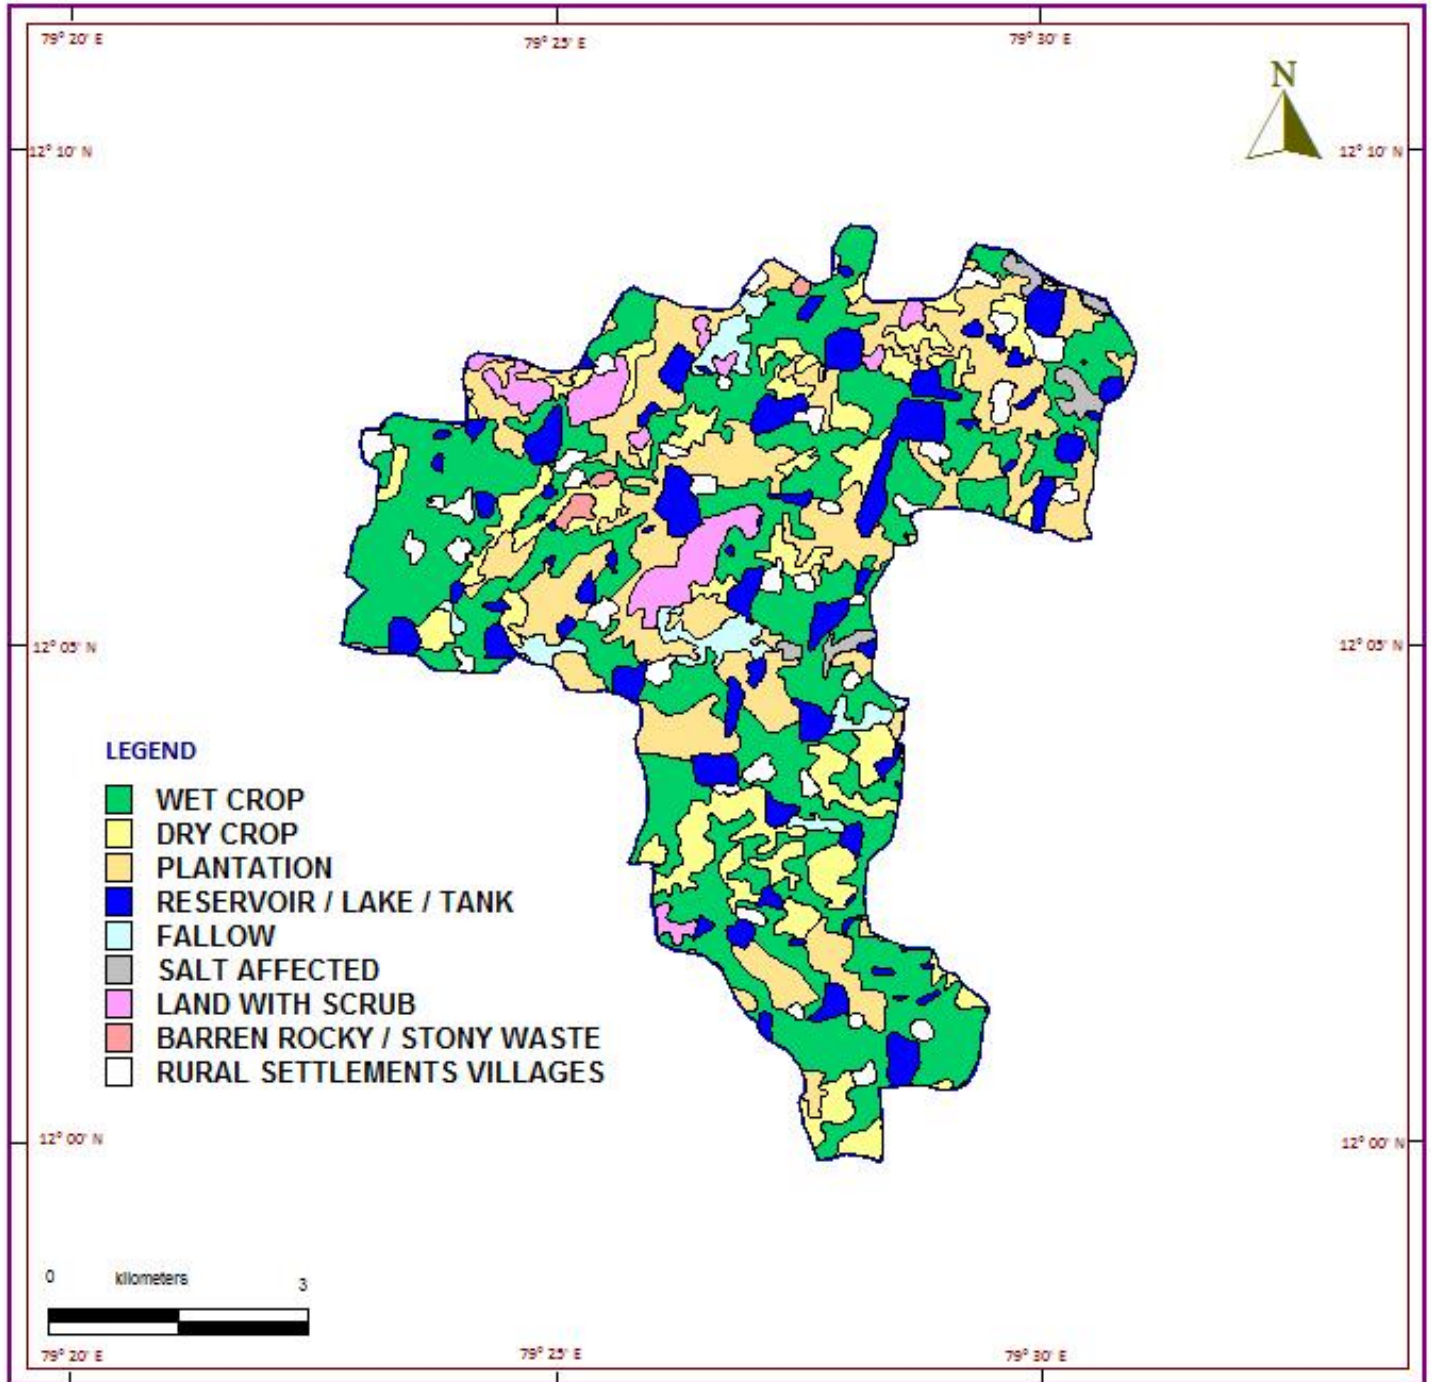 79° 20' E
79° 25' E
79° 30' E
N
12° 10' N
12° 10' N
12° 05' N
12° 05' N
LEGEND
WET CROP
DRY CROP
PLANTATION
RESERVOIR / LAKE / TANK
FALLOW
SALT AFFECTED
LAND WITH SCRUB
BARREN ROCKY / STONY WASTE
RURAL SETTLEMENTS VILLAGES
12° 00' N
12° 00' N
0 kilometers 3
79° 20' E
79° 25' E
79° 30' E